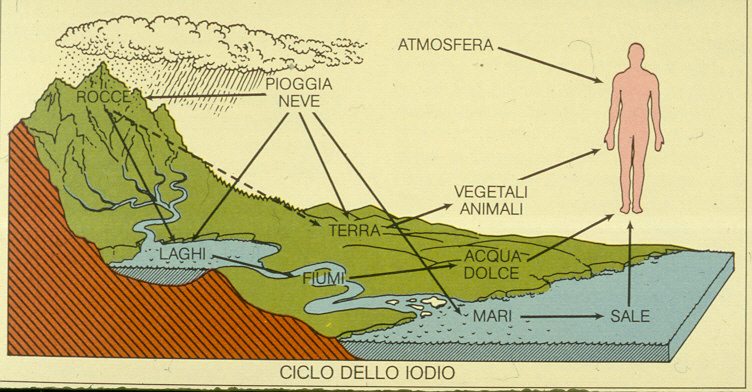 ATMOSFERA
PIOGGIA
NEVE
ROCCE
VEGETALI
ANIMALI
TERRA
LAGHI
ACQUA
DOLCE
FIUMI
MARI
SALE
CICLO DELLO IODIO